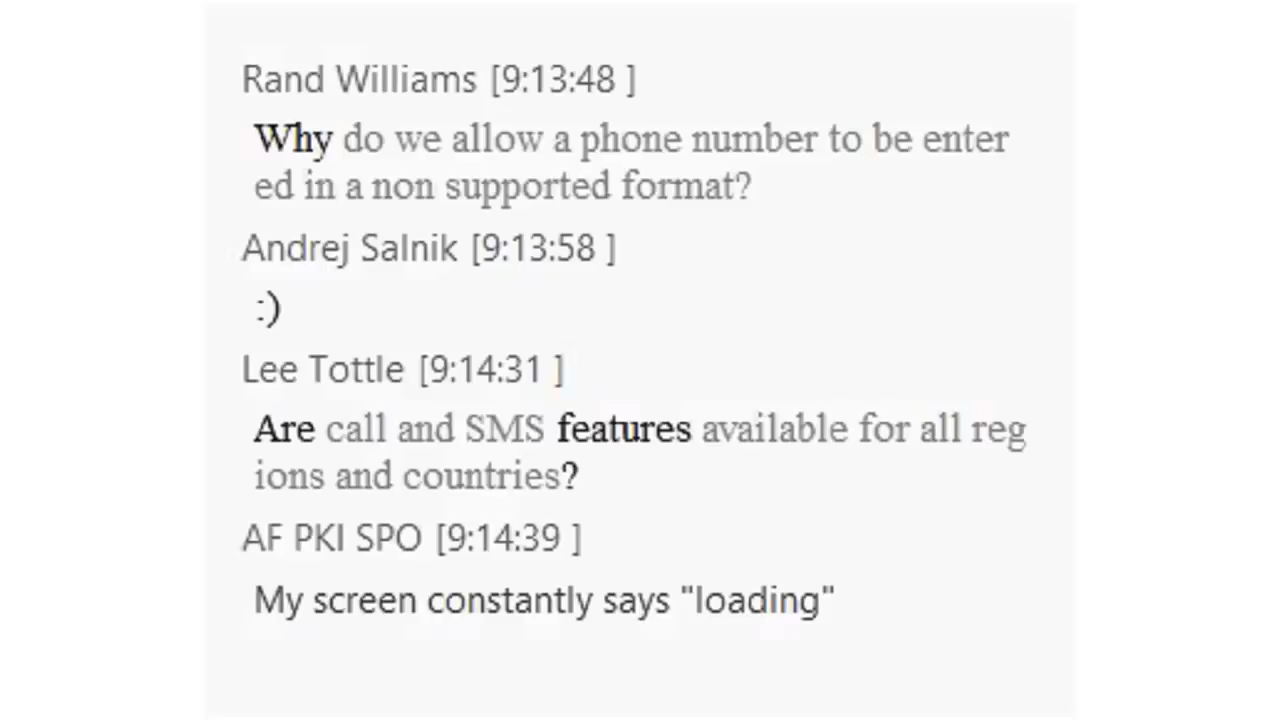 Rand Williams [9:13:48 ]
Why do we allow a phone number to be enter
ed in a non supported format?
Andrej Salnik [9:13:58 ]
:)
Lee Tottle [9:14:31 ]
Are call and SMS features available for all reg
ions and countries?
AF PKI SPO [9:14:39 ]
My screen constantly says "loading"